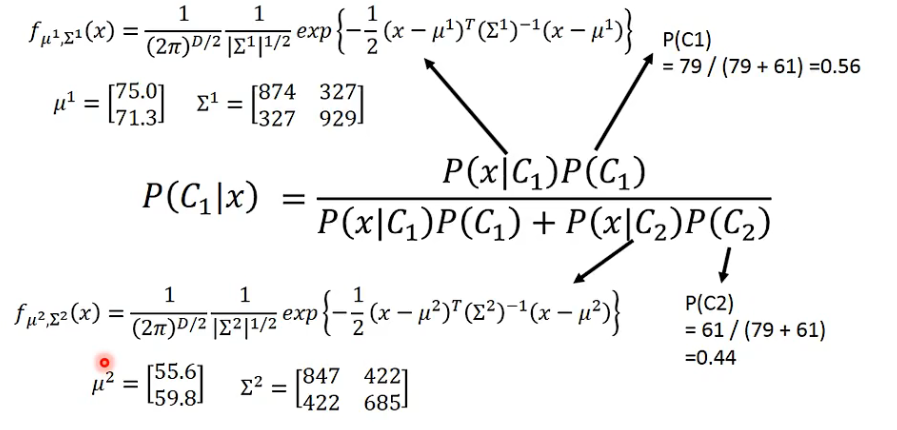 f_{μ¹,Σ¹}(x) = 1/(2π)^{D/2} 1/|Σ¹|^{1/2} exp{−1/2 (x − μ¹)^T (Σ¹)^{−1} (x − μ¹)}
P(C1)
= 79 / (79 + 61) =0.56
μ¹ = [75.0 71.3] Σ¹ = [874 327 327 929]
P(C₁|x) = P(x|C₁)P(C₁) / P(x|C₁)P(C₁) + P(x|C₂)P(C₂)
f_{μ²,Σ²}(x) = 1/(2π)^{D/2} 1/|Σ²|^{1/2} exp{−1/2 (x − μ²)^T (Σ²)^{−1} (x − μ²)}
P(C2)
= 61 / (79 + 61)
=0.44
μ² = [55.6 59.8] Σ² = [847 422 422 685]